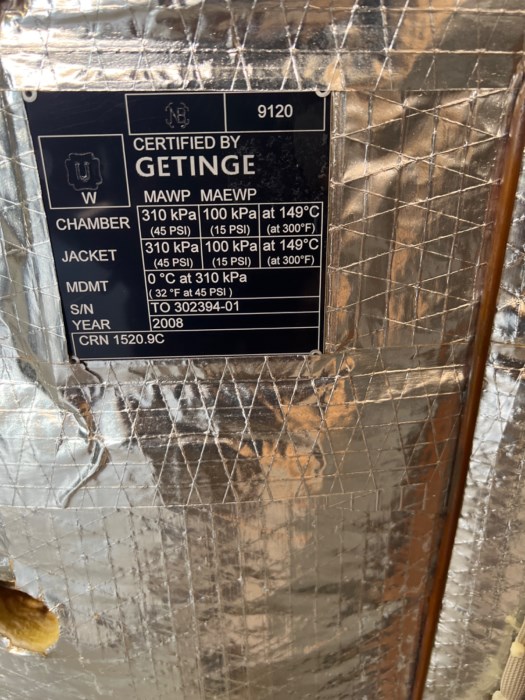 NB 9120
CERTIFIED BY
GETINGE
U
W
MAWP MAEWP
CHAMBER 310 kPa 100 kPa at 149°C
(45 PSI) (15 PSI) (at 300°F)
JACKET 310 kPa 100 kPa at 149°C
(45 PSI) (15 PSI) (at 300°F)
MDMT 0 °C at 310 kPa
( 32 °F at 45 PSI )
S/N TO 302394-01
YEAR 2008
CRN 1520.9C